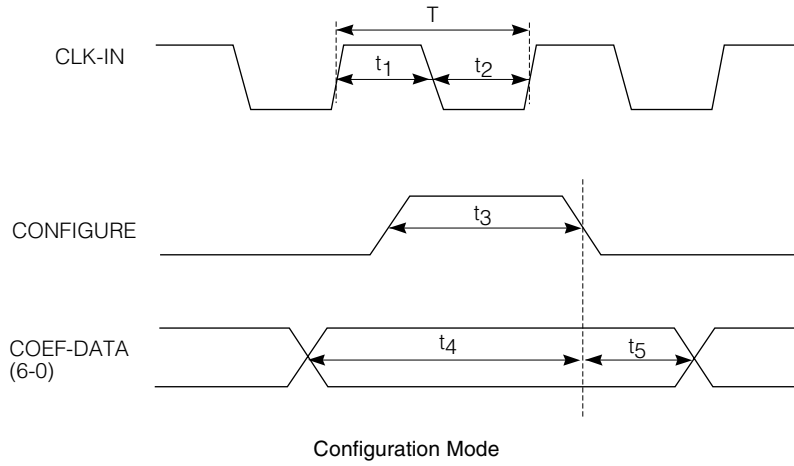 T
CLK-IN
t1
t2
CONFIGURE
t3
COEF-DATA
(6-0)
t4
t5
Configuration Mode